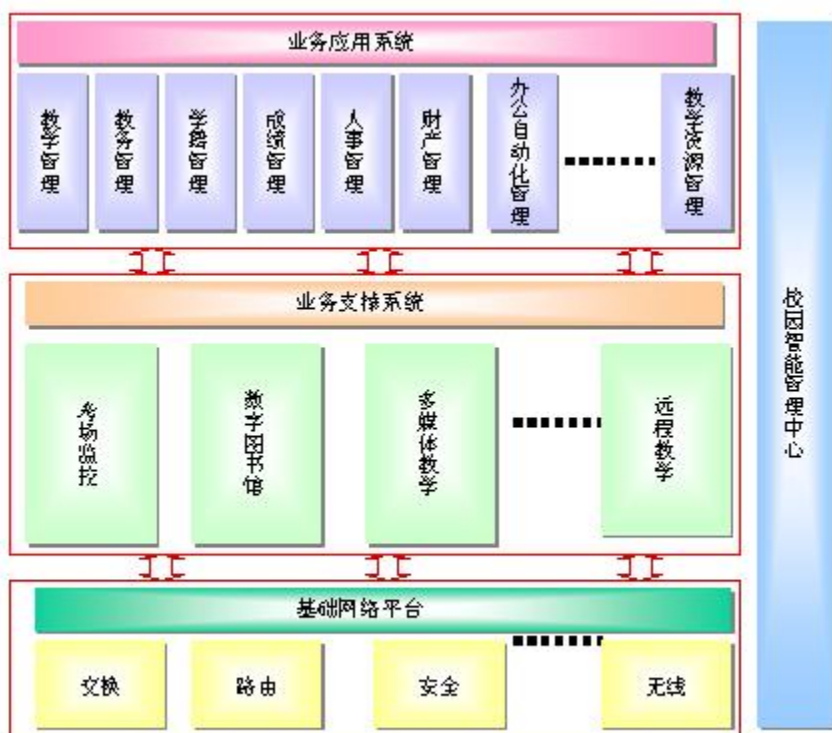 业务应用系统
教学管理
教务管理
学籍管理
成绩管理
人事管理
财产管理
办公自动化管理
教学资源管理
业务支撑系统
考场监控
数字图书馆
多媒体教学
远程教学
基础网络平台
交换
路由
安全
无线
校园智能管理中心